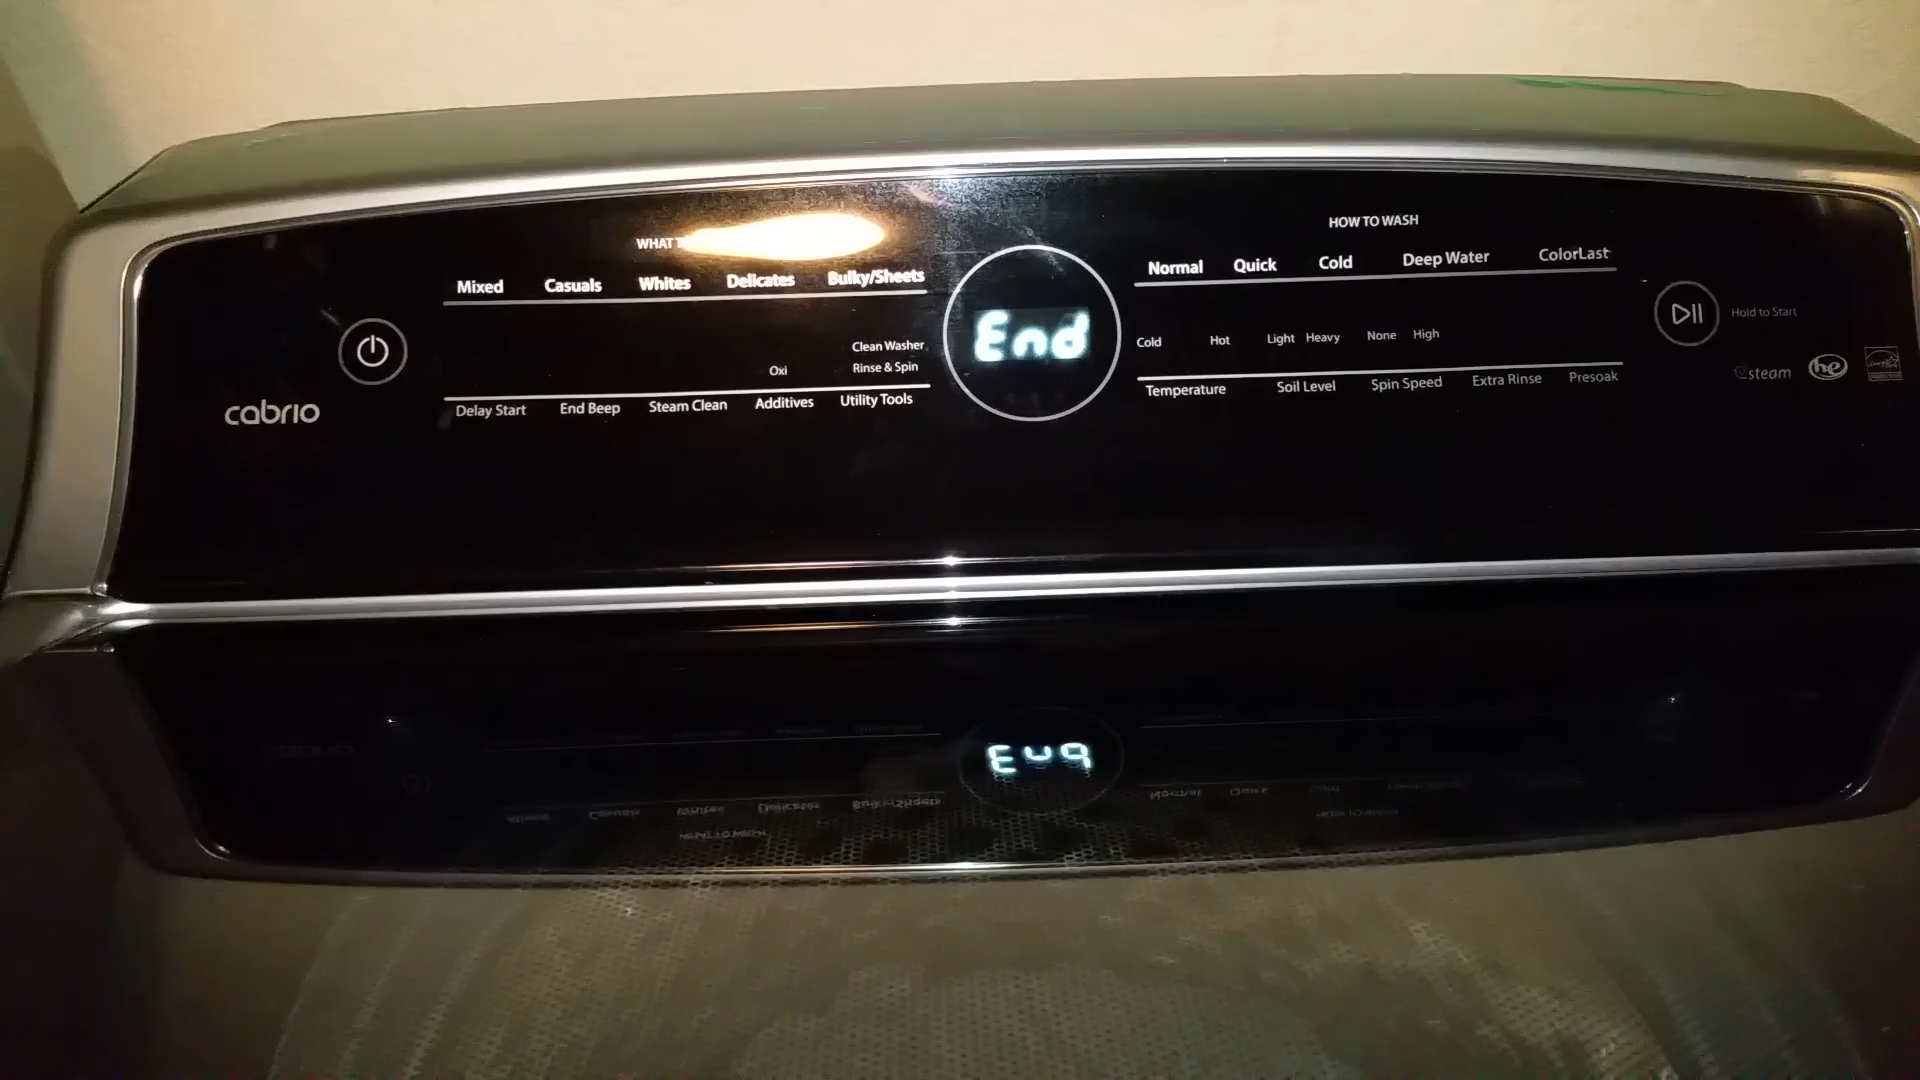 WHAT T
HOW TO WASH
Mixed Casuals Whites Delicates Bulky/Sheets
Normal Quick Cold Deep Water ColorLast
End
Clean Washer
Oxi Rinse & Spin
Cold Hot Light Heavy None High
Hold to Start
Delay Start End Beep Steam Clean Additives Utility Tools
Temperature Soil Level Spin Speed Extra Rinse Presoak
steam he
cabrio